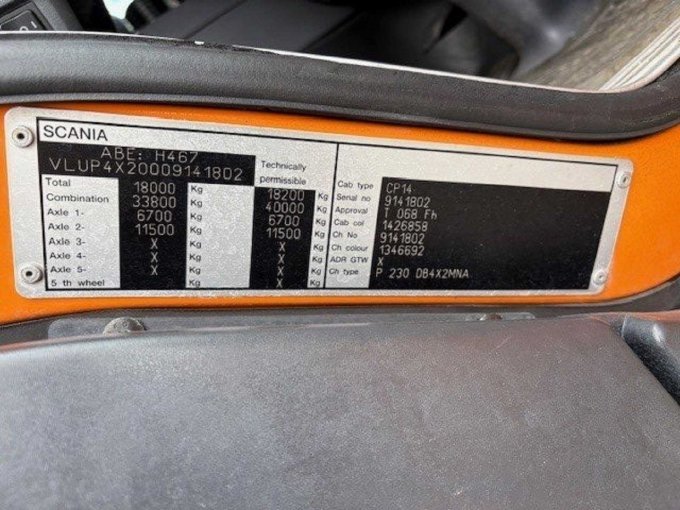 SCANIA
ABE: H467
VLUP4X20009141802
Technically
permissible
Total 18000 Kg 18200 Kg
Combination 33800 Kg 40000 Kg
Axle 1- 6700 Kg 6700 Kg
Axle 2- 11500 Kg 11500 Kg
Axle 3- X Kg X Kg
Axle 4- X Kg X Kg
Axle 5- X Kg X Kg
5 th wheel X Kg X Kg
Cab type CP14
Serial no 9141802
Approval T 068 Fh
Cab col 1426858
Ch No 9141802
Ch colour 1346692
ADR GTW X
Ch type P 230 DB4X2MNA